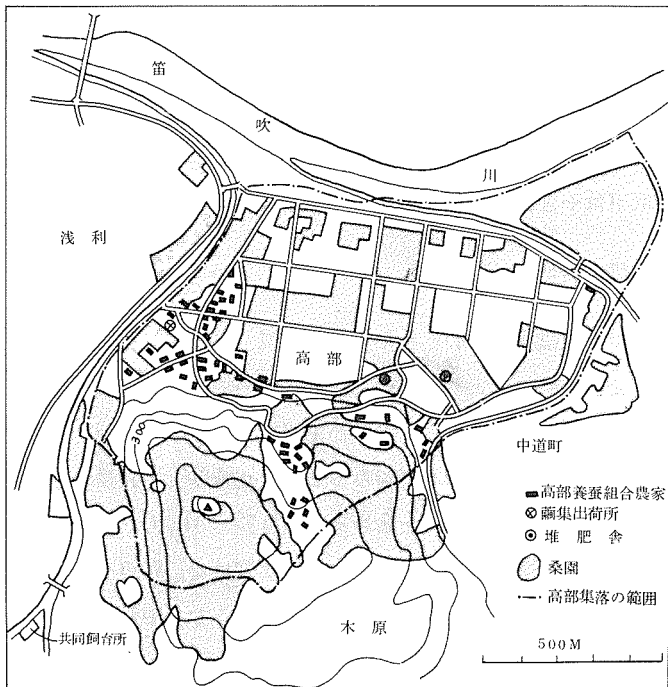 笛
吹
川
浅利
高部
300
中道町
高部養蚕組合農家
繭集出荷所
堆肥舎
桑園
高部集落の範囲
木原
500M
共同飼台所